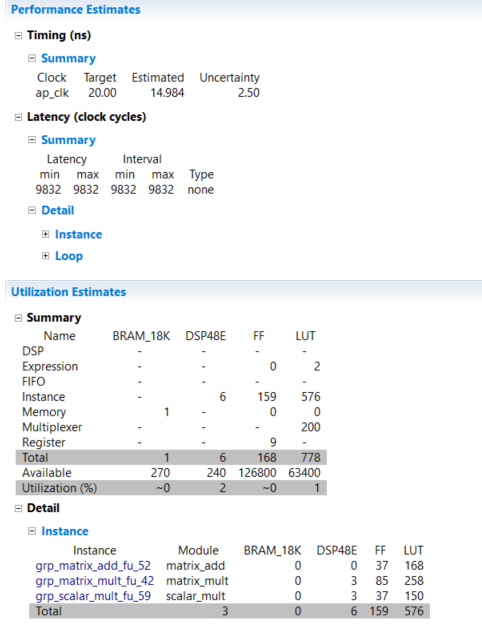 Performance Estimates
Timing (ns)
Summary
Clock Target Estimated Uncertainty
ap_clk 20.00 14.984 2.50
Latency (clock cycles)
Summary
Latency Interval
min max min max Type
9832 9832 9832 9832 none
Detail
Instance
Loop
Utilization Estimates
Summary
Name BRAM_18K DSP48E FF LUT
DSP - - - -
Expression - - 0 2
FIFO - - - -
Instance - 6 159 576
Memory 1 - 0 0
Multiplexer - - - 200
Register - - 9 -
Total 1 6 168 778
Available 270 240 126800 63400
Utilization (%) ~0 2 ~0 1
Detail
Instance
Instance Module BRAM_18K DSP48E FF LUT
grp_matrix_add_fu_52 matrix_add 0 0 37 168
grp_matrix_mult_fu_42 matrix_mult 0 3 85 258
grp_scalar_mult_fu_59 scalar_mult 0 3 37 150
Total 3 0 6 159 576